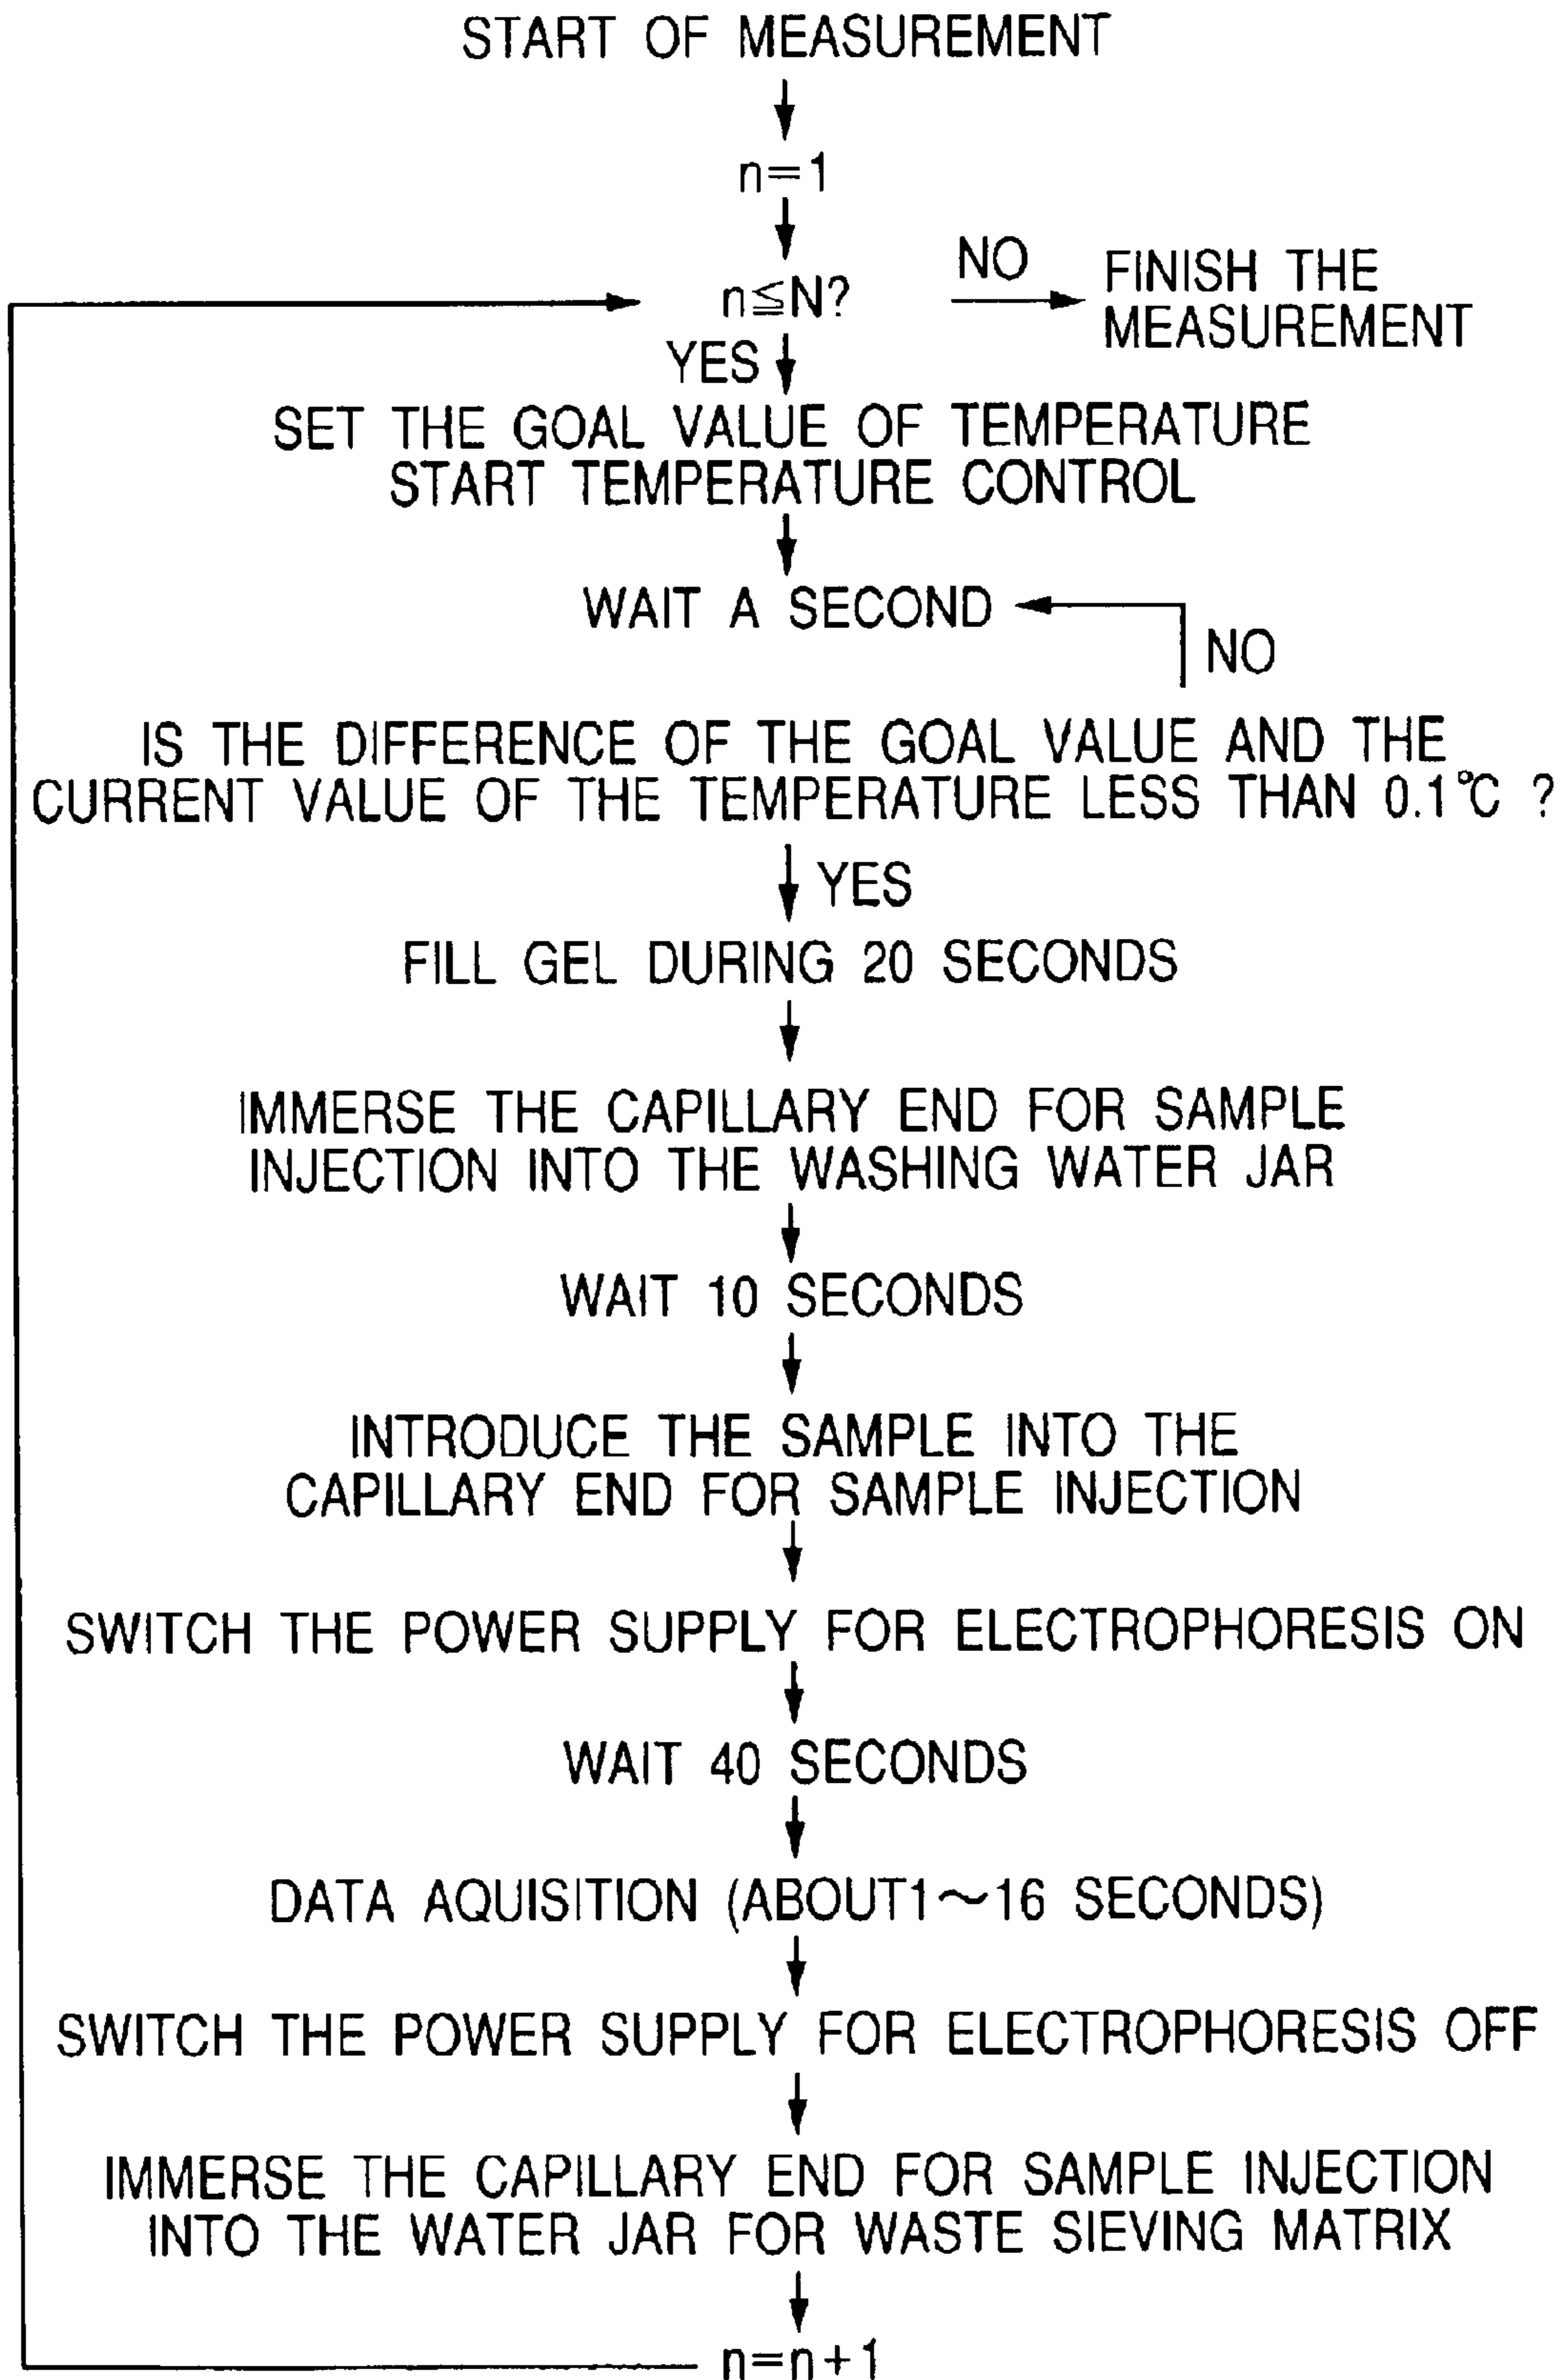 START OF MEASUREMENT
n=1
n≦N?
NO
FINISH THE
MEASUREMENT
YES
SET THE GOAL VALUE OF TEMPERATURE
START TEMPERATURE CONTROL
WAIT A SECOND
NO
IS THE DIFFERENCE OF THE GOAL VALUE AND THE
CURRENT VALUE OF THE TEMPERATURE LESS THAN 0.1℃ ?
YES
FILL GEL DURING 20 SECONDS
IMMERSE THE CAPILLARY END FOR SAMPLE
INJECTION INTO THE WASHING WATER JAR
WAIT 10 SECONDS
INTRODUCE THE SAMPLE INTO THE
CAPILLARY END FOR SAMPLE INJECTION
SWITCH THE POWER SUPPLY FOR ELECTROPHORESIS ON
WAIT 40 SECONDS
DATA AQUISITION (ABOUT1～16 SECONDS)
SWITCH THE POWER SUPPLY FOR ELECTROPHORESIS OFF
IMMERSE THE CAPILLARY END FOR SAMPLE INJECTION
INTO THE WATER JAR FOR WASTE SIEVING MATRIX
n=n+1